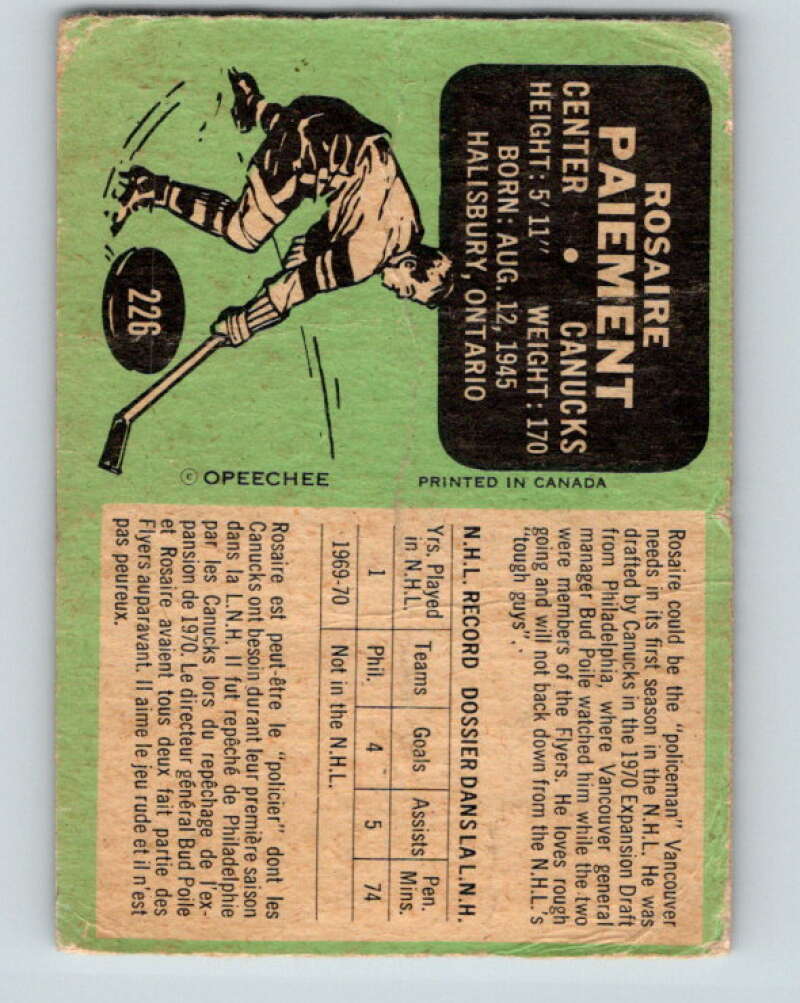 ROSAIRE
PAIEMENT
CENTER • CANUCKS
HEIGHT: 5' 11" WEIGHT: 170
BORN: AUG. 12, 1945
HALISBURY, ONTARIO
226
© OPEECHEE
PRINTED IN CANADA
Rosaire could be the "policeman" Vancouver
needs in its first season in the N.H.L. He was
drafted by Canucks in the 1970 Expansion Draft
from Philadelphia, where Vancouver general
manager Bud Poile watched him while the two
were members of the Flyers. He loves rough
going and will not back down from the N.H.L.'s
"tough guys".
N.H.L. RECORD DOSSIER DANS LA L.N.H.
Yrs. Played in N.H.L. Teams Goals Assists Pen. Mins.
1 Phil. 4 5 74
1969-70 Not in the N.H.L.
Rosaire est peut-être le "policier" dont les
Canucks ont besoin durant leur première saison
dans la L.N.H. Il fut repêché de Philadelphie
par les Canucks lors du repêchage de l'ex-
pansion de 1970. Le directeur général Bud Poile
et Rosaire avaient tous deux fait partie des
Flyers auparavant. Il aime le jeu rude et il n'est
pas peureux.